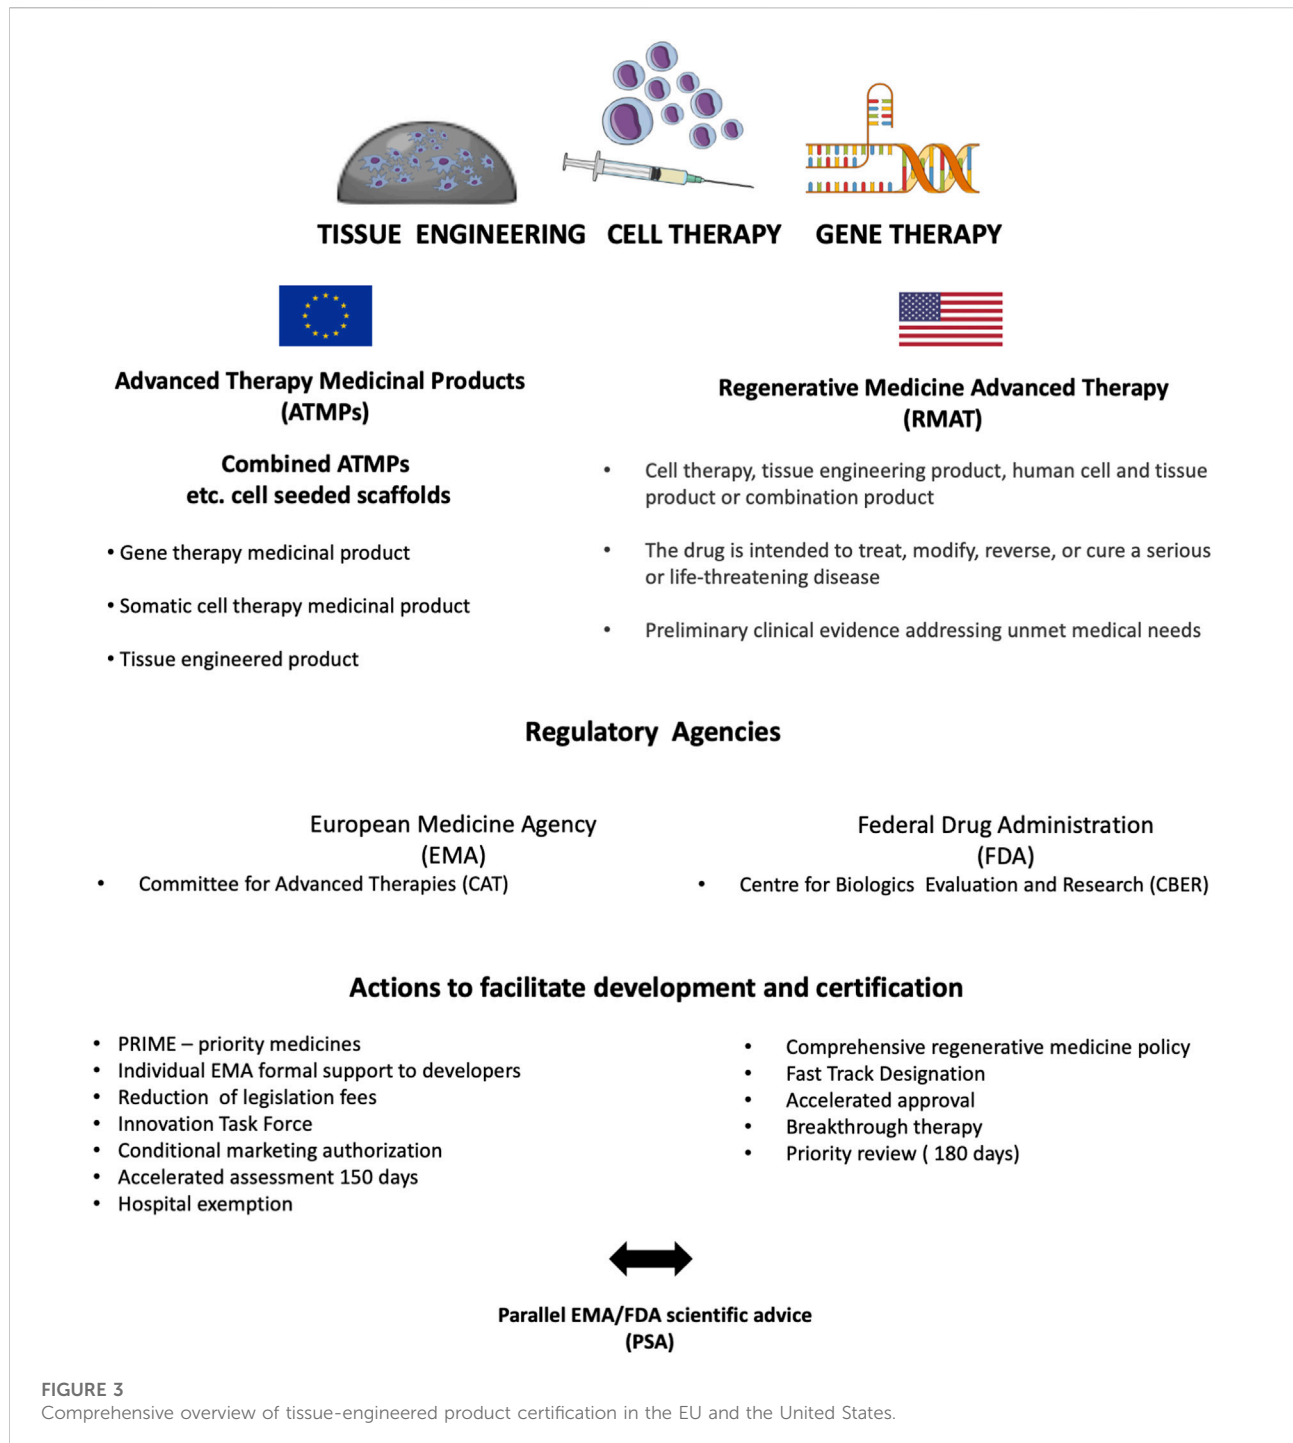 TISSUE ENGINEERING CELL THERAPY GENE THERAPY
Advanced Therapy Medicinal Products
(ATMPs)
Combined ATMPs
etc. cell seeded scaffolds
• Gene therapy medicinal product
• Somatic cell therapy medicinal product
• Tissue engineered product
Regenerative Medicine Advanced Therapy
(RMAT)
• Cell therapy, tissue engineering product, human cell and tissue
product or combination product
• The drug is intended to treat, modify, reverse, or cure a serious
or life-threatening disease
• Preliminary clinical evidence addressing unmet medical needs
Regulatory Agencies
European Medicine Agency
(EMA)
• Committee for Advanced Therapies (CAT)
Federal Drug Administration
(FDA)
• Centre for Biologics Evaluation and Research (CBER)
Actions to facilitate development and certification
• PRIME – priority medicines
• Individual EMA formal support to developers
• Reduction of legislation fees
• Innovation Task Force
• Conditional marketing authorization
• Accelerated assessment 150 days
• Hospital exemption
• Comprehensive regenerative medicine policy
• Fast Track Designation
• Accelerated approval
• Breakthrough therapy
• Priority review ( 180 days)
Parallel EMA/FDA scientific advice
(PSA)
FIGURE 3
Comprehensive overview of tissue-engineered product certification in the EU and the United States.